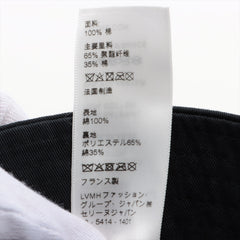 面料
100% 棉
主要里料
65% 聚酯纤维
35% 棉
法国制造
表地
綿100%
裏地
ポリエステル65%
綿35%
フランス製
LVMHファッション・
グループ・ジャパン㈱
セリーヌジャパン
03-5414-1401